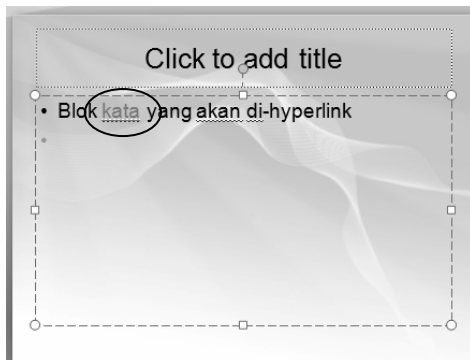 Click to add title
• Blok kata yang akan di-hyperlink
•